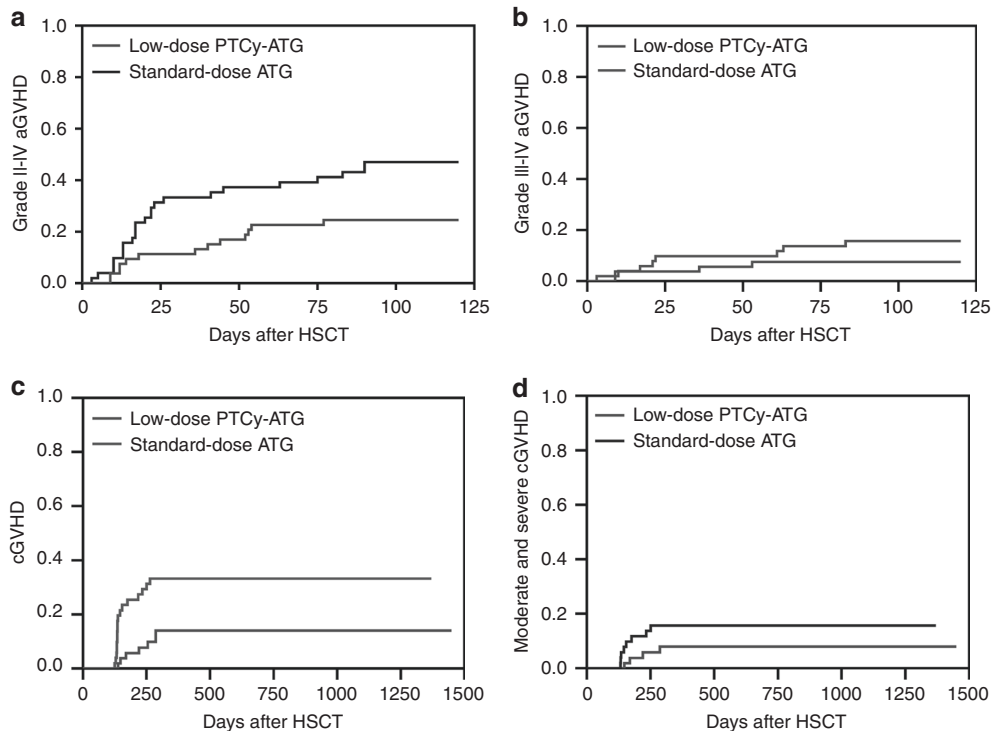 a
1.0
0.8
0.6
0.4
0.2
0.0
Grade II-IV aGVHD
Low-dose PTCy-ATG
Standard-dose ATG
0 25 50 75 100 125
Days after HSCT
b
1.0
0.8
0.6
0.4
0.2
0.0
Grade III-IV aGVHD
Low-dose PTCy-ATG
Standard-dose ATG
0 25 50 75 100 125
Days after HSCT
c
1.0
0.8
0.6
0.4
0.2
0.0
cGVHD
Low-dose PTCy-ATG
Standard-dose ATG
0 250 500 750 1000 1250 1500
Days after HSCT
d
1.0
0.8
0.6
0.4
0.2
0.0
Moderate and severe cGVHD
Low-dose PTCy-ATG
Standard-dose ATG
0 250 500 750 1000 1250 1500
Days after HSCT